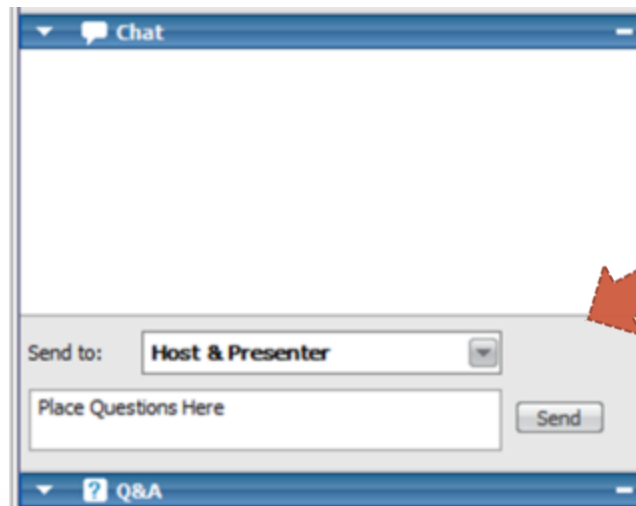 Chat
Send to: Host & Presenter
Place Questions Here
Send
? Q&A